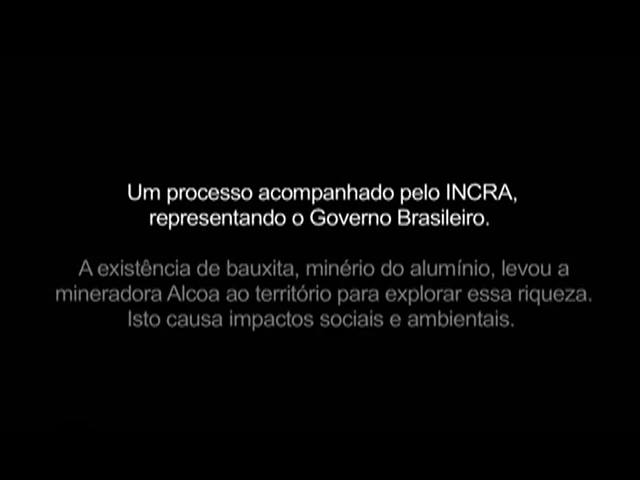 Um processo acompanhado pelo INCRA,
representando o Governo Brasileiro.
A existência de bauxita, minério do alumínio, levou a
mineradora Alcoa ao território para explorar essa riqueza.
Isto causa impactos sociais e ambientais.